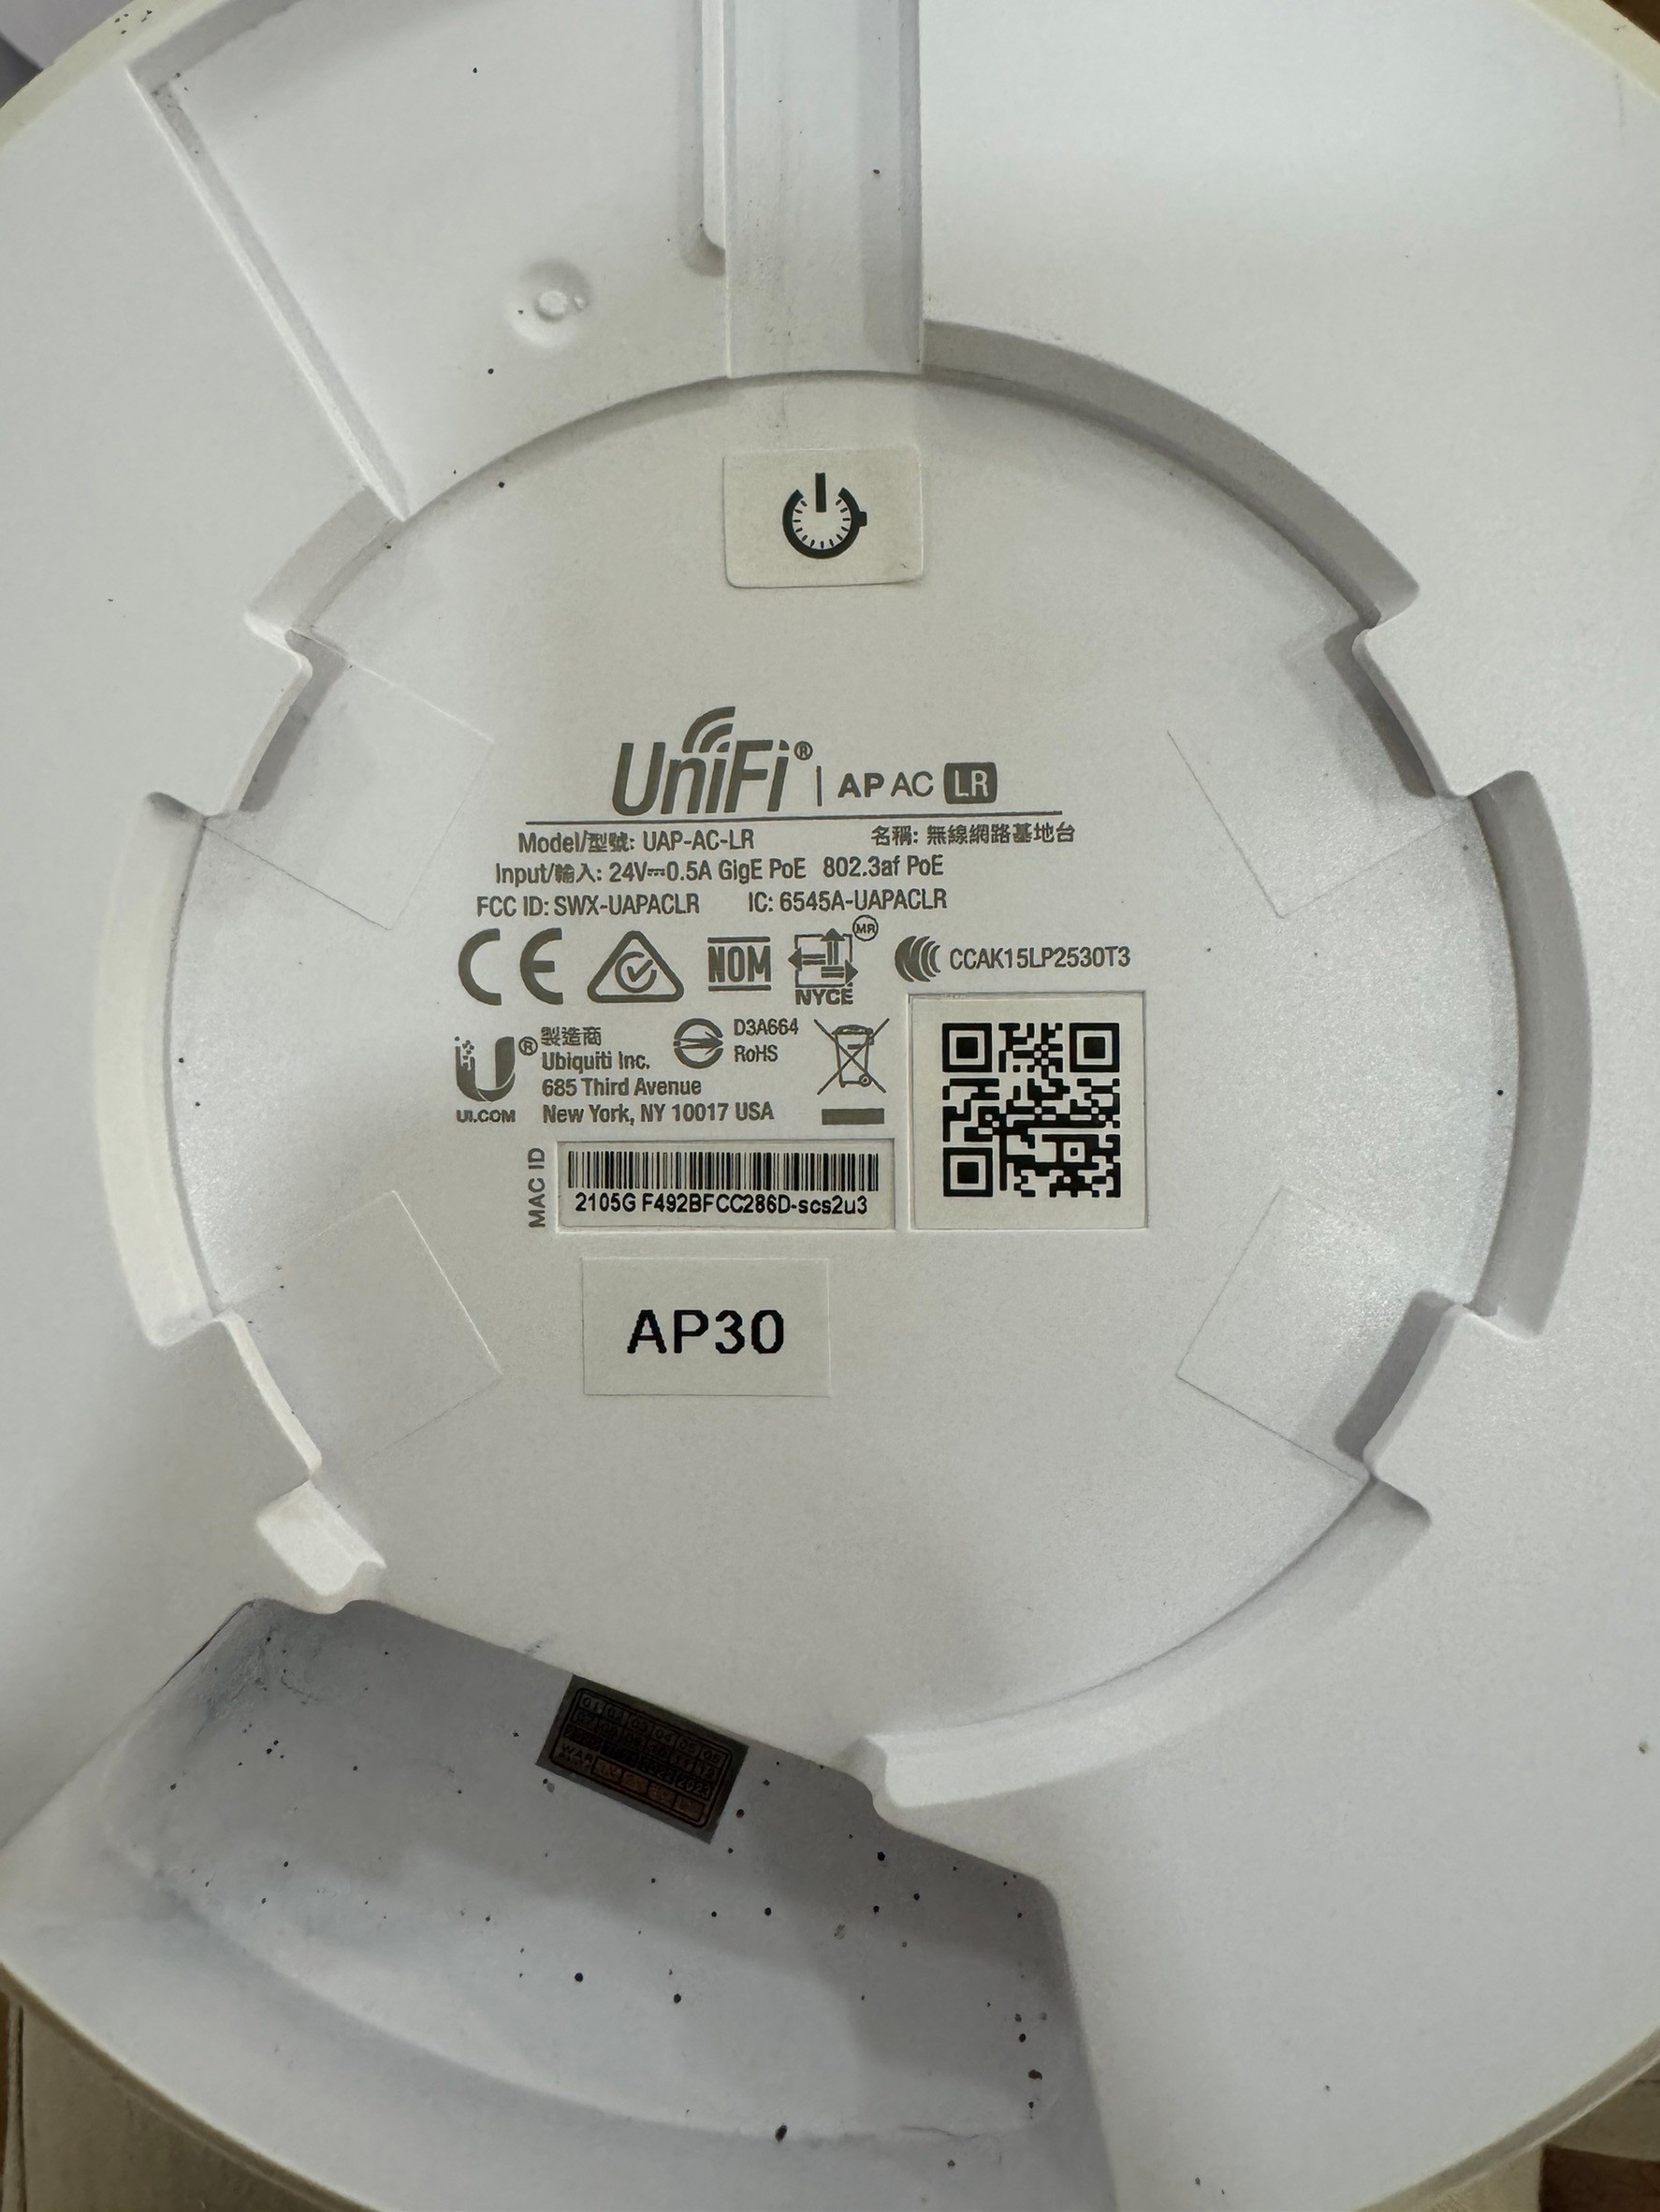 UniFi® | AP AC LR
Model/型號: UAP-AC-LR 名稱: 無線網路基地台
Input/輸入: 24V⎓0.5A GigE PoE 802.3af PoE
FCC ID: SWX-UAPACLR IC: 6545A-UAPACLR
CE NOM NYCE MR CCAK15LP2530T3
製造商
Ubiquiti Inc.
685 Third Avenue
New York, NY 10017 USA
U® UI.COM
D3A664
RoHS
MAC ID
2105G F492BFCC286D-scs2u3
AP30